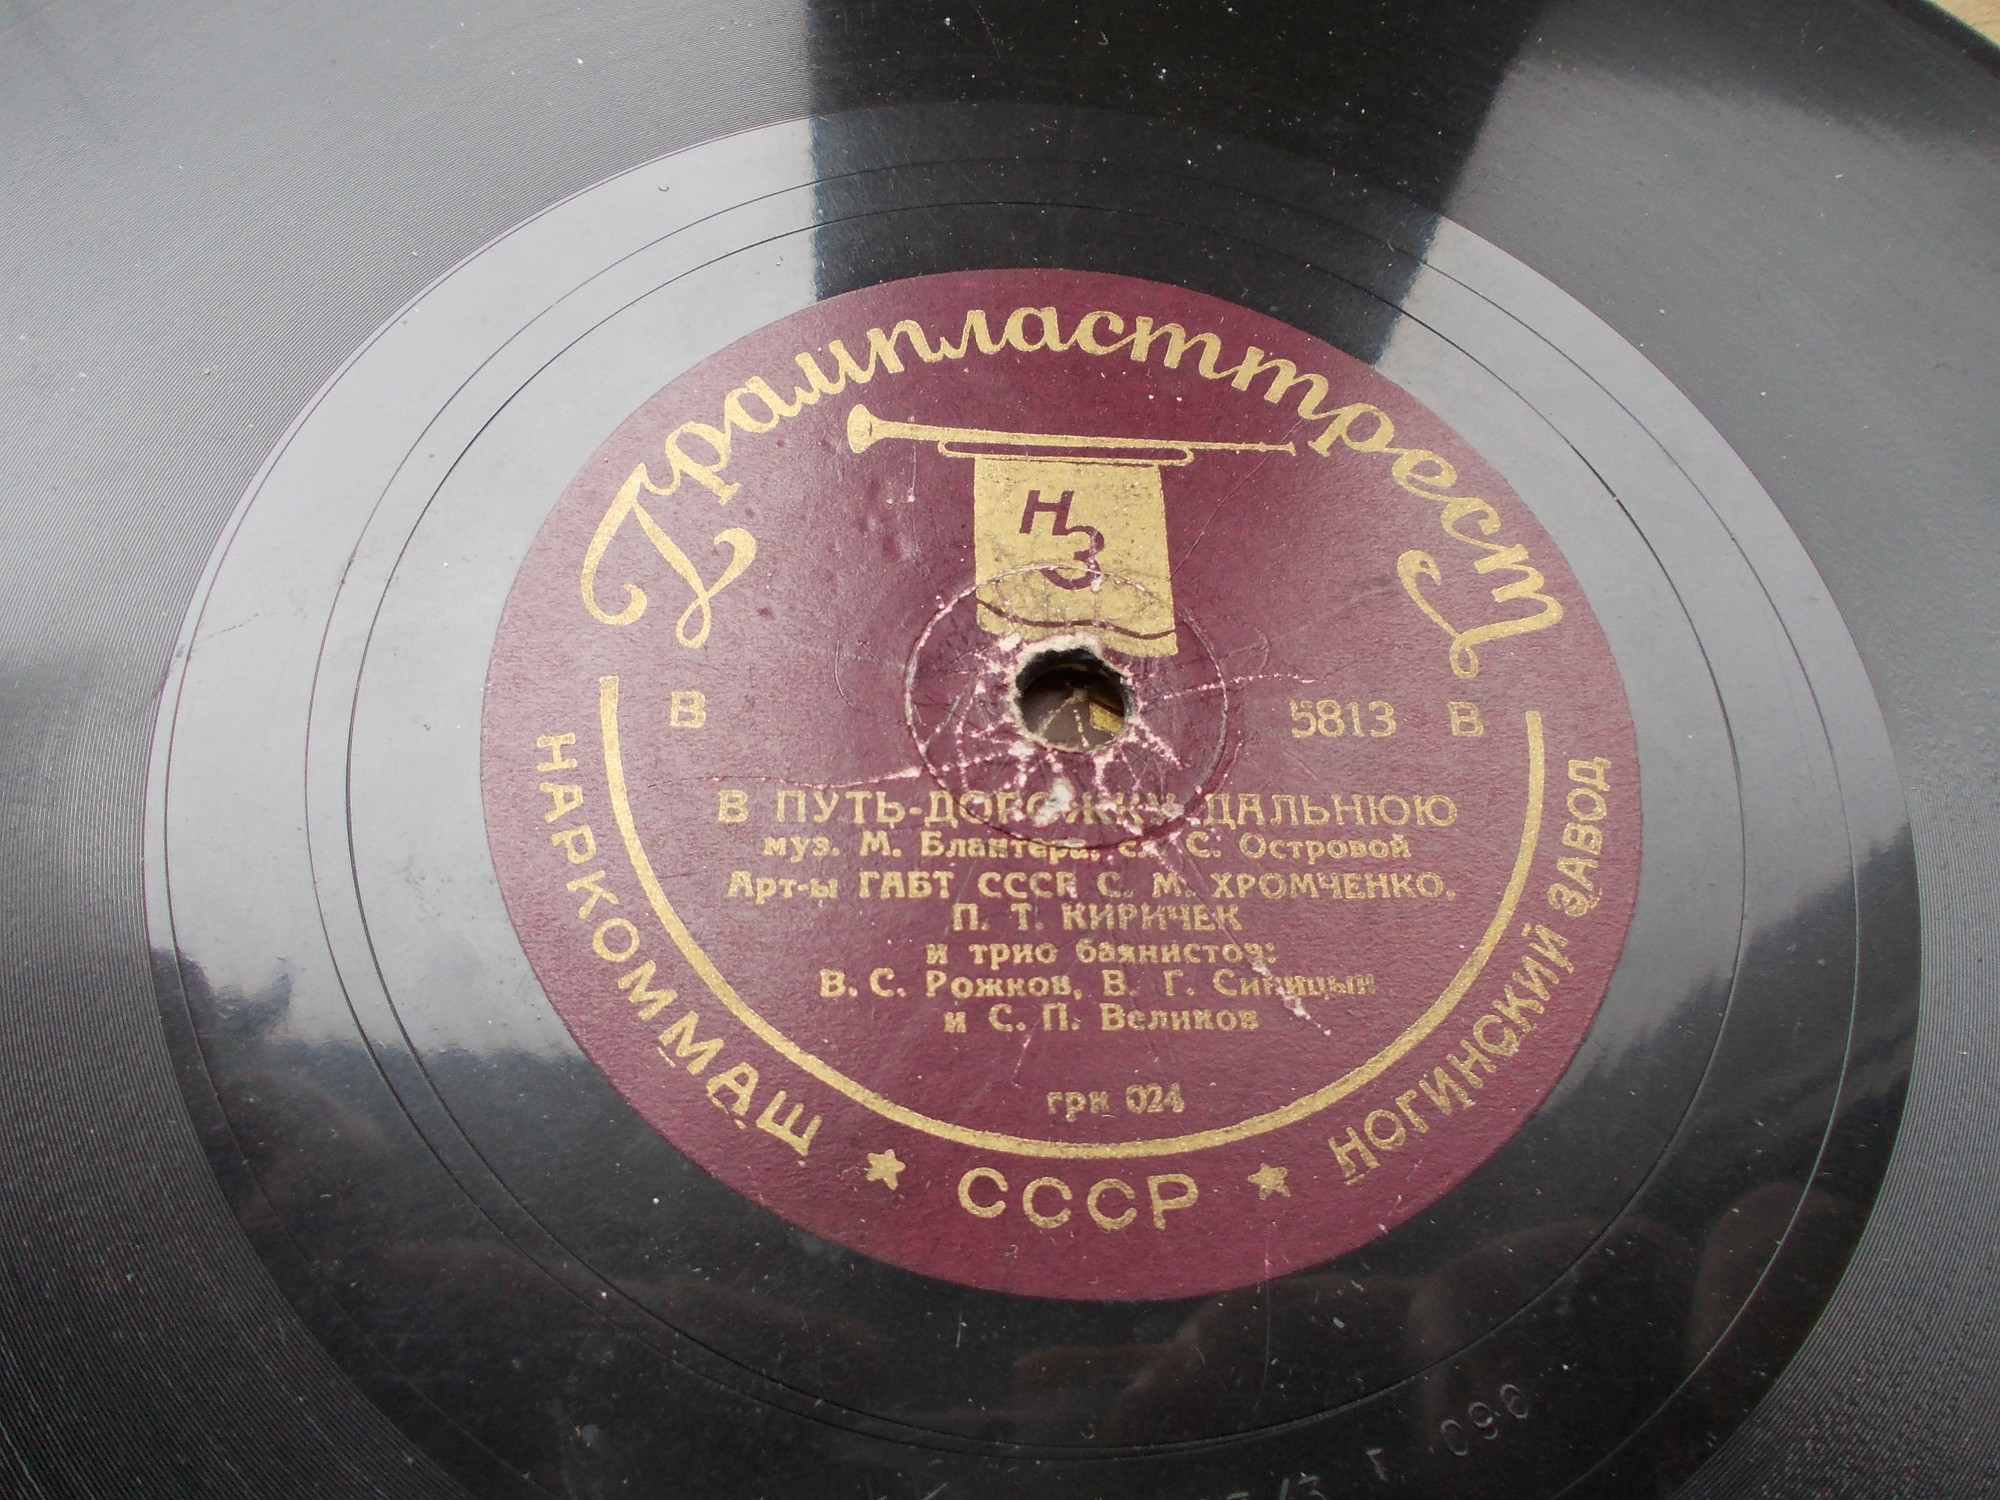 Грампласттрест
НЗ
В 5813 В
В ПУТЬ-ДОРОЖКУ ДАЛЬНЮЮ
муз. М. Блантера, сл. С. Островой
Арт-ы ГАБТ СССР С. М. ХРОМЧЕНКО,
П. Т. КИРИЧЕК
и трио баянистов:
В. С. Рожков, В. Г. Синицын
и С. П. Великов
грк 024
НАРКОММАШ ★ СССР ★ НОГИНСКИЙ ЗАВОД